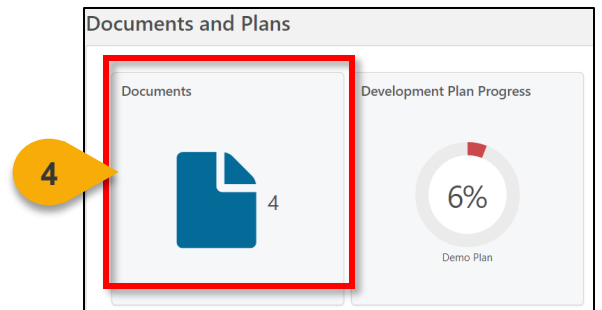 Documents and Plans
Documents
Development Plan Progress
4
4
6%
Demo Plan